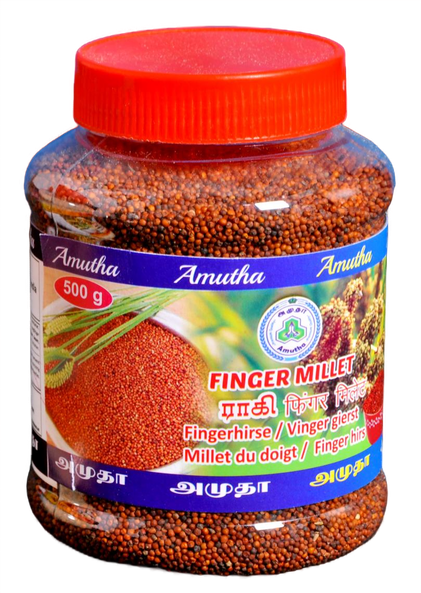 Amutha Amutha Amutha
500 g
அமுதா
Amutha
FINGER MILLET
ராகி फिंगर मिलेट
Fingerhirse / Vinger gierst
Millet du doigt / Finger hirs
அமுதா அமுதா அமுதா